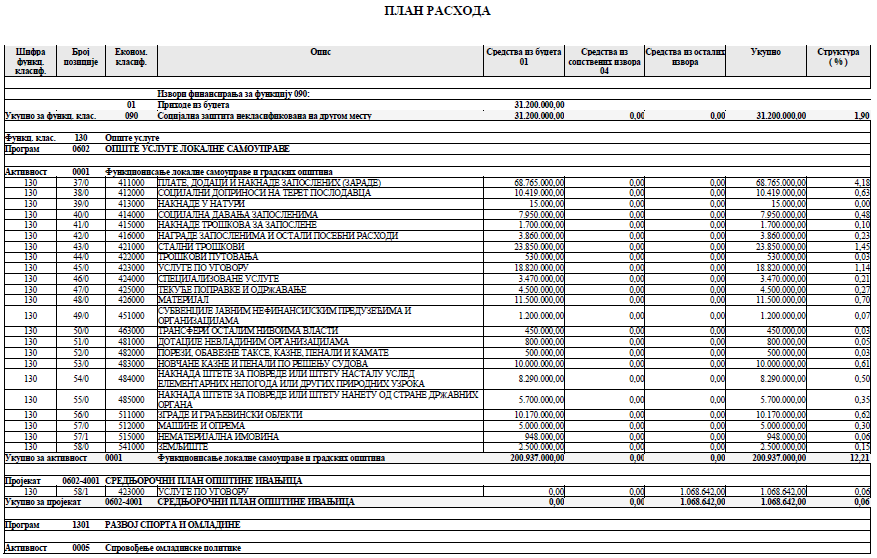 ПЛАН РАСХОДА
Шифра функц. класиф. Број позиције Економ. класиф. Опис Средства из буџета 01 Средства из сопствених извора 04 Средства из осталих извора Укупно Структура ( % )
Извори финансирања за функцију 090:
01 Приходи из буџета 31.200.000,00
Укупно за функц. клас. 090 Социјална заштита некласификована на другом месту 31.200.000,00 0,00 0,00 31.200.000,00 1,90
Функц. клас. 130 Опште услуге
Програм 0602 ОПШТЕ УСЛУГЕ ЛОКАЛНЕ САМОУПРАВЕ
Активност 0001 Функционисање локалне самоуправе и градских општина
130 37/0 411000 ПЛАТЕ, ДОДАЦИ И НАКНАДЕ ЗАПОСЛЕНИХ (ЗАРАДЕ) 68.765.000,00 0,00 0,00 68.765.000,00 4,18
130 38/0 412000 СОЦИЈАЛНИ ДОПРИНОСИ НА ТЕРЕТ ПОСЛОДАВЦА 10.419.000,00 0,00 0,00 10.419.000,00 0,63
130 39/0 413000 НАКНАДЕ У НАТУРИ 15.000,00 0,00 0,00 15.000,00 0,00
130 40/0 414000 СОЦИЈАЛНА ДАВАЊА ЗАПОСЛЕНИМА 7.950.000,00 0,00 0,00 7.950.000,00 0,48
130 41/0 415000 НАКНАДЕ ТРОШКОВА ЗА ЗАПОСЛЕНЕ 1.700.000,00 0,00 0,00 1.700.000,00 0,10
130 42/0 416000 НАГРАДЕ ЗАПОСЛЕНИМА И ОСТАЛИ ПОСЕБНИ РАСХОДИ 3.860.000,00 0,00 0,00 3.860.000,00 0,23
130 43/0 421000 СТАЛНИ ТРОШКОВИ 23.850.000,00 0,00 0,00 23.850.000,00 1,45
130 44/0 422000 ТРОШКОВИ ПУТОВАЊА 530.000,00 0,00 0,00 530.000,00 0,03
130 45/0 423000 УСЛУГЕ ПО УГОВОРУ 18.820.000,00 0,00 0,00 18.820.000,00 1,14
130 46/0 424000 СПЕЦИЈАЛИЗОВАНЕ УСЛУГЕ 3.470.000,00 0,00 0,00 3.470.000,00 0,21
130 47/0 425000 ТЕКУЋЕ ПОПРАВКЕ И ОДРЖАВАЊЕ 4.500.000,00 0,00 0,00 4.500.000,00 0,27
130 48/0 426000 МАТЕРИЈАЛ 11.500.000,00 0,00 0,00 11.500.000,00 0,70
130 49/0 451000 СУБВЕНЦИЈЕ ЈАВНИМ НЕФИНАНСИЈСКИМ ПРЕДУЗЕЋИМА И ОРГАНИЗАЦИЈАМА 1.200.000,00 0,00 0,00 1.200.000,00 0,07
130 50/0 463000 ТРАНСФЕРИ ОСТАЛИМ НИВОИМА ВЛАСТИ 450.000,00 0,00 0,00 450.000,00 0,03
130 51/0 481000 ДОТАЦИЈЕ НЕВЛАДИНИМ ОРГАНИЗАЦИЈАМА 800.000,00 0,00 0,00 800.000,00 0,05
130 52/0 482000 ПОРЕЗИ, ОБАВЕЗНЕ ТАКСЕ, КАЗНЕ, ПЕНАЛИ И КАМАТЕ 500.000,00 0,00 0,00 500.000,00 0,03
130 53/0 483000 НОВЧАНЕ КАЗНЕ И ПЕНАЛИ ПО РЕШЕЊУ СУДОВА 10.000.000,00 0,00 0,00 10.000.000,00 0,61
130 54/0 484000 НАКНАДА ШТЕТЕ ЗА ПОВРЕДЕ ИЛИ ШТЕТУ НАСТАЛУ УСЛЕД ЕЛЕМЕНТАРНИХ НЕПОГОДА ИЛИ ДРУГИХ ПРИРОДНИХ УЗРОКА 8.290.000,00 0,00 0,00 8.290.000,00 0,50
130 55/0 485000 НАКНАДА ШТЕТЕ ЗА ПОВРЕДЕ ИЛИ ШТЕТУ НАНЕТУ ОД СТРАНЕ ДРЖАВНИХ ОРГАНА 5.700.000,00 0,00 0,00 5.700.000,00 0,35
130 56/0 511000 ЗГРАДЕ И ГРАЂЕВИНСКИ ОБЈЕКТИ 10.170.000,00 0,00 0,00 10.170.000,00 0,62
130 57/0 512000 МАШИНЕ И ОПРЕМА 5.000.000,00 0,00 0,00 5.000.000,00 0,30
130 57/1 515000 НЕМАТЕРИЈАЛНА ИМОВИНА 948.000,00 0,00 0,00 948.000,00 0,06
130 58/0 541000 ЗЕМЉИШТЕ 2.500.000,00 0,00 0,00 2.500.000,00 0,15
Укупно за активност 0001 Функционисање локалне самоуправе и градских општина 200.937.000,00 0,00 0,00 200.937.000,00 12,21
Пројекат 0602-4001 СРЕДЊОРОЧНИ ПЛАН ОПШТИНЕ ИВАЊИЦА
130 58/1 423000 УСЛУГЕ ПО УГОВОРУ 0,00 0,00 1.068.642,00 1.068.642,00 0,06
Укупно за пројекат 0602-4001 СРЕДЊОРОЧНИ ПЛАН ОПШТИНЕ ИВАЊИЦА 0,00 0,00 1.068.642,00 1.068.642,00 0,06
Програм 1301 РАЗВОЈ СПОРТА И ОМЛАДИНЕ
Активност 0005 Спровођење омладинске политике